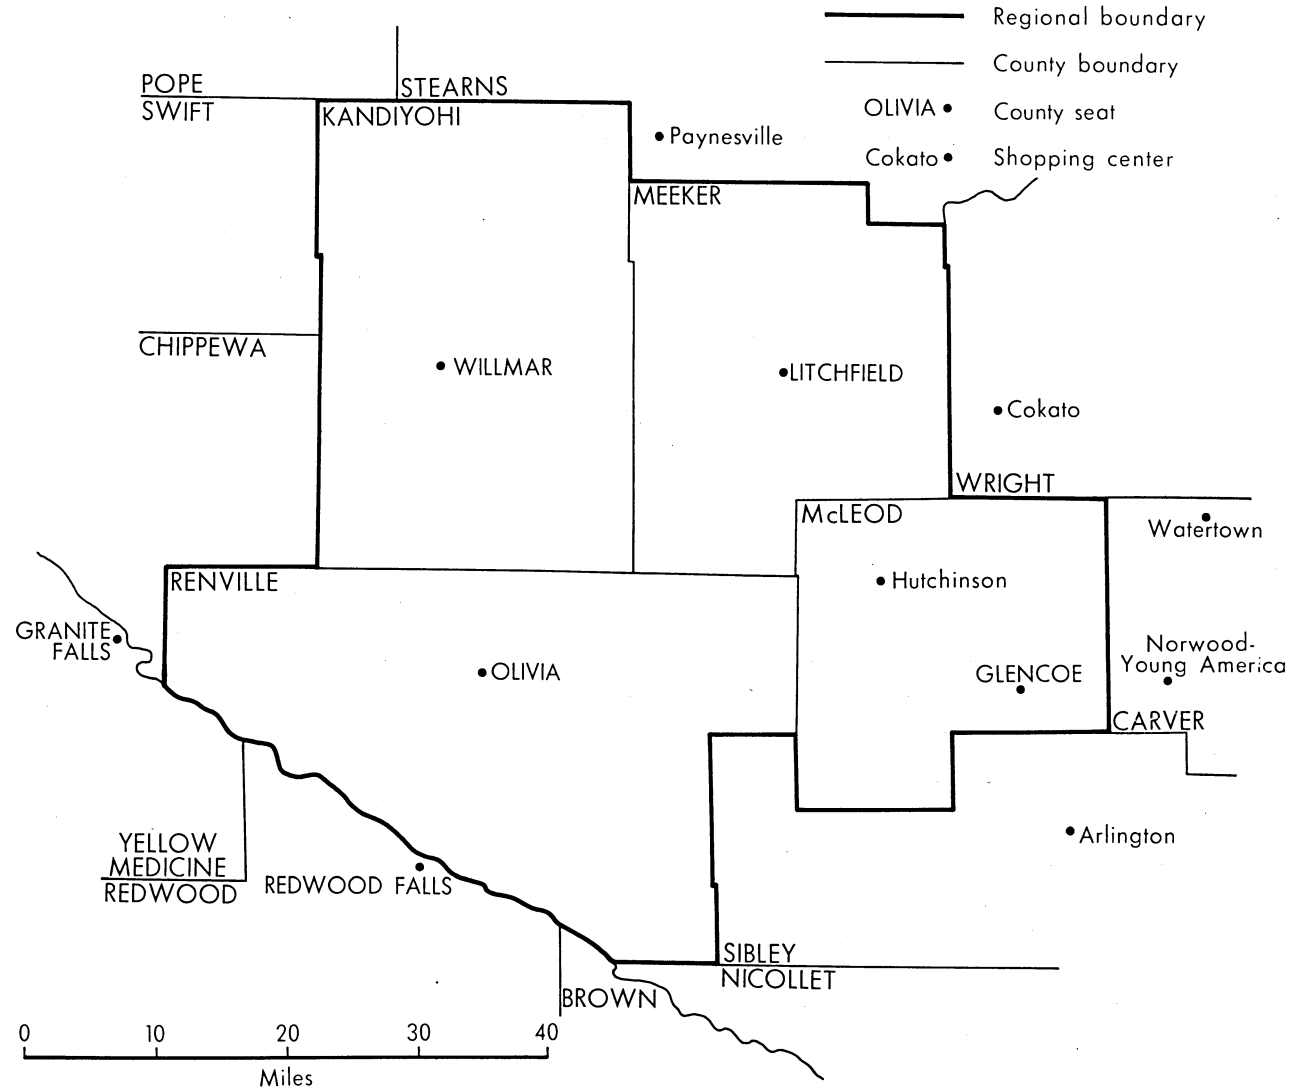 Regional boundary
County boundary
OLIVIA County seat
Cokato Shopping center
POPE
STEARNS
SWIFT
KANDIYOHI
Paynesville
MEEKER
CHIPPEWA
WILLMAR
LITCHFIELD
Cokato
WRIGHT
McLEOD
Watertown
RENVILLE
Hutchinson
GRANITE
FALLS
Norwood-
Young America
OLIVIA
GLENCOE
CARVER
YELLOW
MEDICINE
REDWOOD
REDWOOD FALLS
Arlington
SIBLEY
NICOLLET
BROWN
0 10 20 30 40
Miles